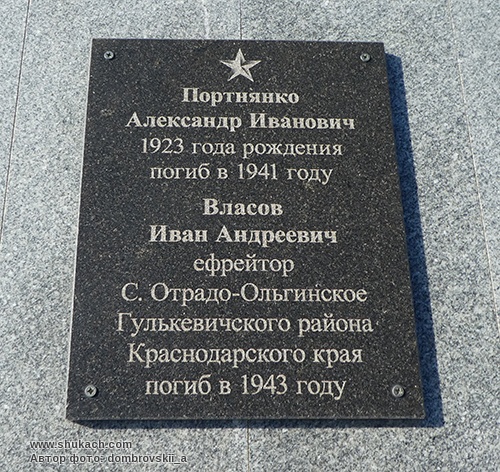 Портнянко
Александр Иванович
1923 года рождения
погиб в 1941 году
Власов
Иван Андреевич
ефрейтор
С. Отрадо-Ольгинское
Гулькевичского района
Краснодарского края
погиб в 1943 году
www.shukach.com
Автор фото: dombrovskii_a